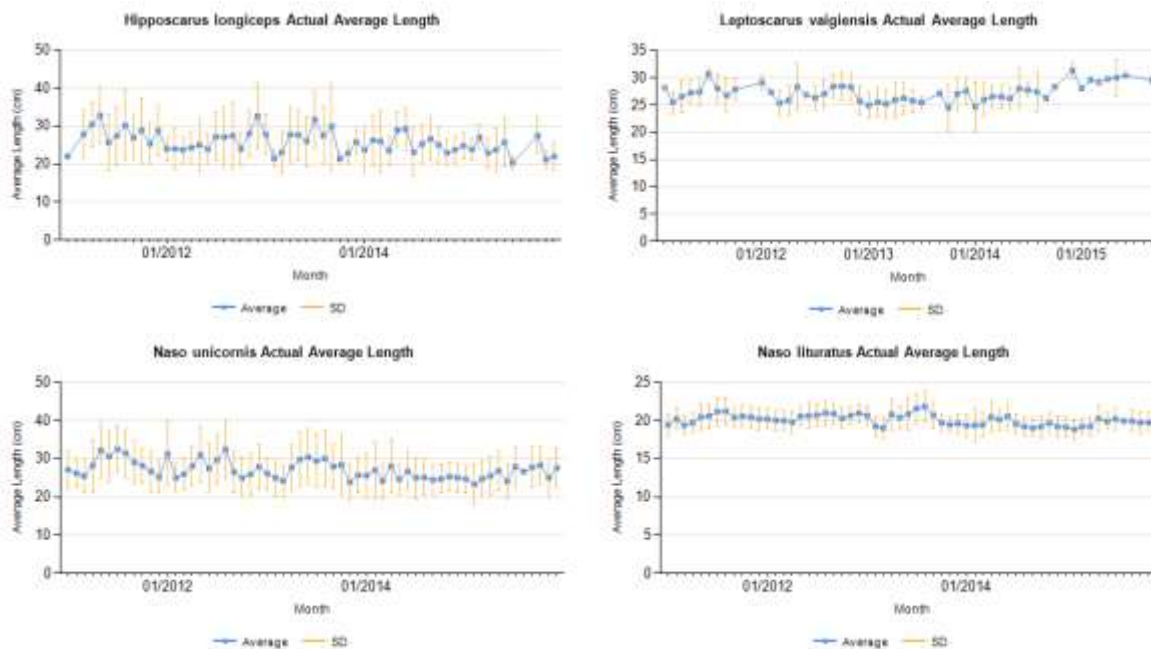 Hipposcarus longiceps Actual Average Length
Average Length (cm)
50
40
30
20
10
0
01/2012
01/2014
Month
Average
SD
Leptoscarus vaigiensis Actual Average Length
Average Length (cm)
35
30
25
20
15
10
5
0
01/2012
01/2013
01/2014
01/2015
Month
Average
SD
Naso unicornis Actual Average Length
Average Length (cm)
50
40
30
20
10
0
01/2012
01/2014
Month
Average
SD
Naso lituratus Actual Average Length
Average Length (cm)
25
20
15
10
5
0
01/2012
01/2014
Month
Average
SD